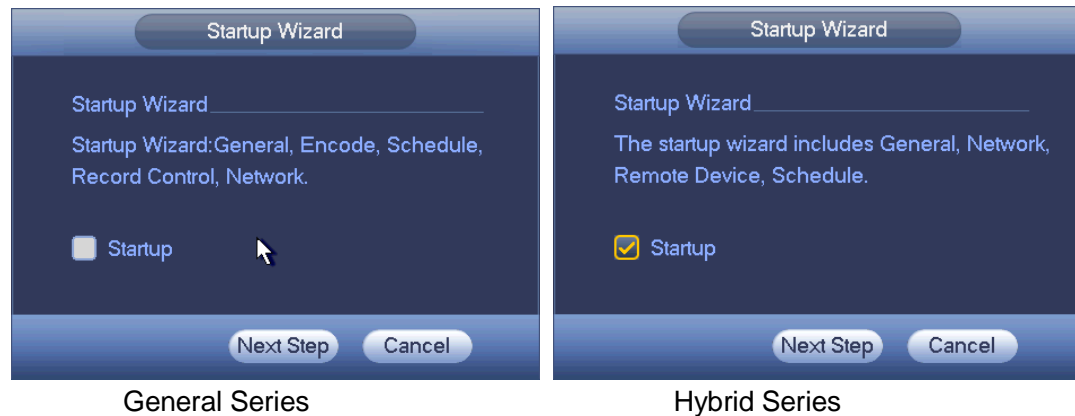 Startup Wizard
Startup Wizard
Startup Wizard:General, Encode, Schedule,
Record Control, Network.
Startup
Next Step
Cancel
General Series
Startup Wizard
Startup Wizard
The startup wizard includes General, Network,
Remote Device, Schedule.
Startup
Next Step
Cancel
Hybrid Series